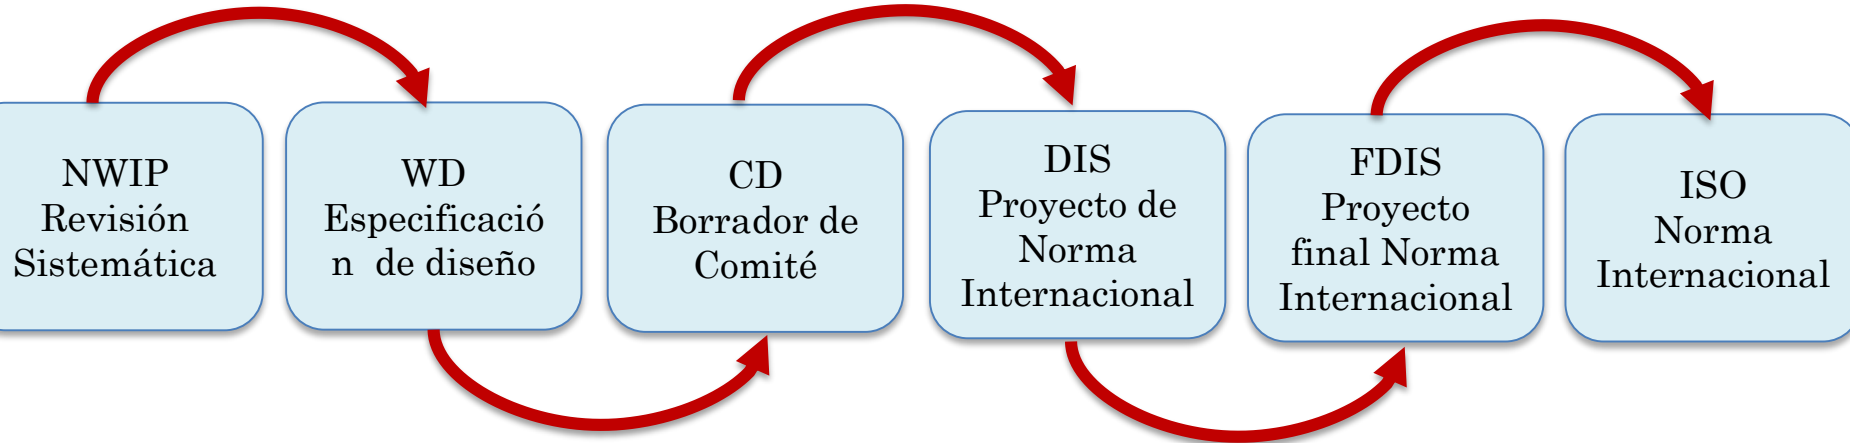 NWIP
Revisión
Sistemática
WD
Especificació
n  de diseño
CD
Borrador de
Comité
DIS
Proyecto de
Norma
Internacional
FDIS
Proyecto
final Norma
Internacional
ISO
Norma
Internacional